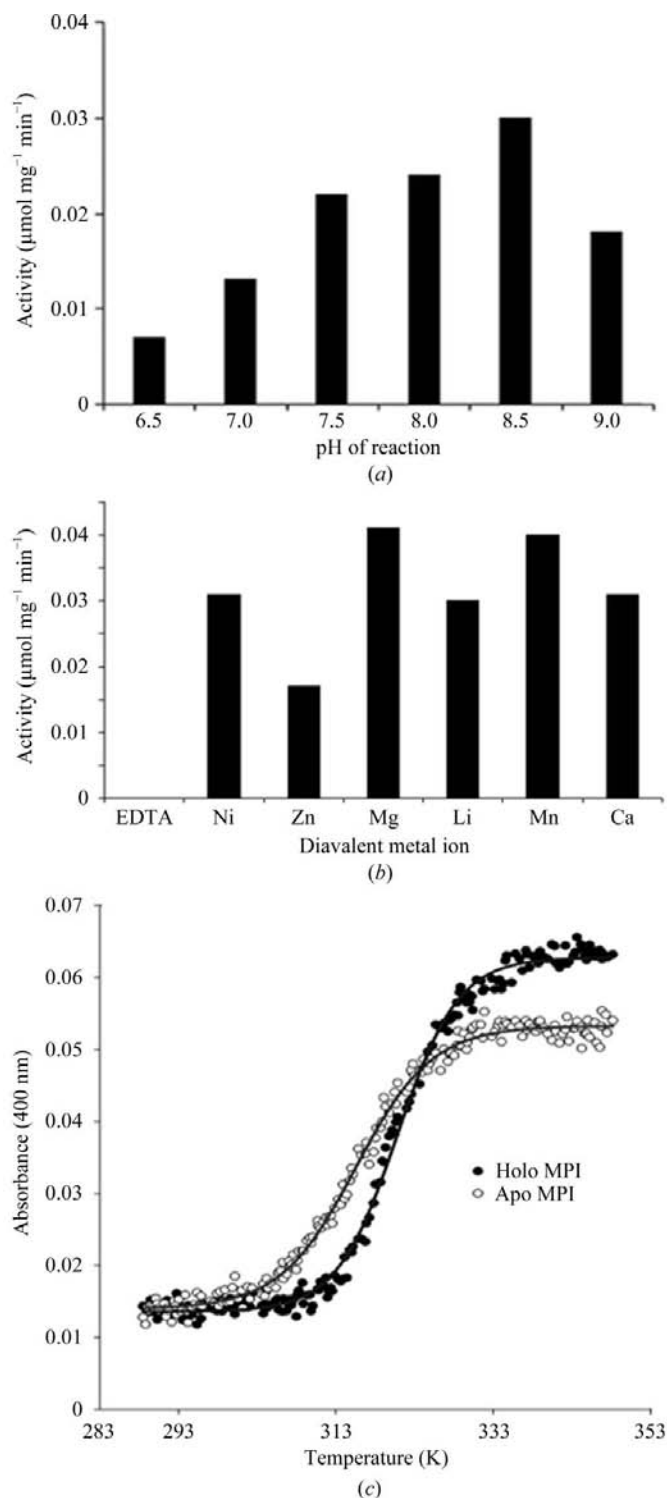 0.04
0.03
0.02
0.01
0
Activity (µmol mg⁻¹ min⁻¹)
6.5 7.0 7.5 8.0 8.5 9.0
pH of reaction
(a)
0.04
0.03
0.02
0.01
0
Activity (µmol mg⁻¹ min⁻¹)
EDTA Ni Zn Mg Li Mn Ca
Diavalent metal ion
(b)
0.07
0.06
0.05
0.04
0.03
0.02
0.01
0
Absorbance (400 nm)
Holo MPI
Apo MPI
283 293 313 333 353
Temperature (K)
(c)